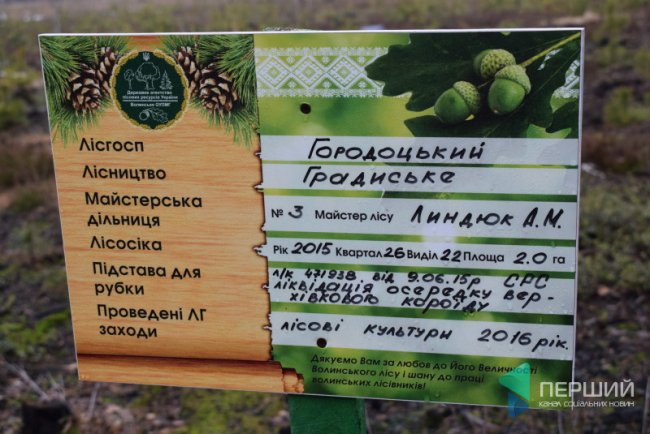 Державне агентство
лісових ресурсів України
Волинське ОУЛМГ
Лісгосп
Городоцький
Лісництво
Градиське
Майстерська
дільниця
№ 3 Майстер лісу Линдюк А.М.
Лісосіка
Рік 2015 Квартал 26 Виділ 22 Площа 2.0 га
Підстава для
рубки
л/к 471938 від 9.06.15р СРС
ліквідація осередку вер-
хівкового короїду
Проведені ЛГ
заходи
лісові культури 2016 рік.
Дякуємо Вам за любов до Його Величності
Волинського лісу і шану до праці
волинських лісівників!
ПЕРШИЙ
КАНАЛ СОЦІАЛЬНИХ НОВИН